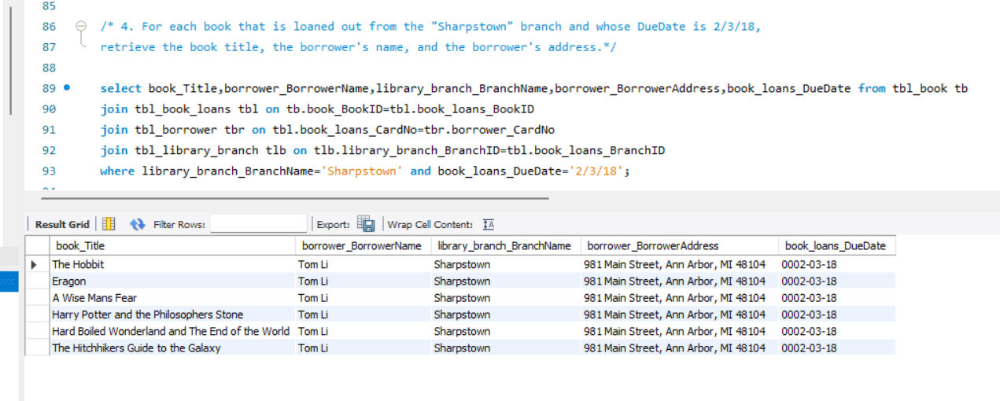 85
86 /* 4. For each book that is loaned out from the "Sharpstown" branch and whose DueDate is 2/3/18,
87 retrieve the book title, the borrower's name, and the borrower's address.*/
88
89 select book_Title,borrower_BorrowerName,library_branch_BranchName,borrower_BorrowerAddress,book_loans_DueDate from tbl_book tb
90 join tbl_book_loans tbl on tb.book_BookID=tbl.book_loans_BookID
91 join tbl_borrower tbr on tbl.book_loans_CardNo=tbr.borrower_CardNo
92 join tbl_library_branch tlb on tlb.library_branch_BranchID=tbl.book_loans_BranchID
93 where library_branch_BranchName='Sharpstown' and book_loans_DueDate='2/3/18';
Result Grid Filter Rows: Export: Wrap Cell Content:
book_Title borrower_BorrowerName library_branch_BranchName borrower_BorrowerAddress book_loans_DueDate
The Hobbit Tom Li Sharpstown 981 Main Street, Ann Arbor, MI 48104 0002-03-18
Eragon Tom Li Sharpstown 981 Main Street, Ann Arbor, MI 48104 0002-03-18
A Wise Mans Fear Tom Li Sharpstown 981 Main Street, Ann Arbor, MI 48104 0002-03-18
Harry Potter and the Philosophers Stone Tom Li Sharpstown 981 Main Street, Ann Arbor, MI 48104 0002-03-18
Hard Boiled Wonderland and The End of the World Tom Li Sharpstown 981 Main Street, Ann Arbor, MI 48104 0002-03-18
The Hitchhikers Guide to the Galaxy Tom Li Sharpstown 981 Main Street, Ann Arbor, MI 48104 0002-03-18